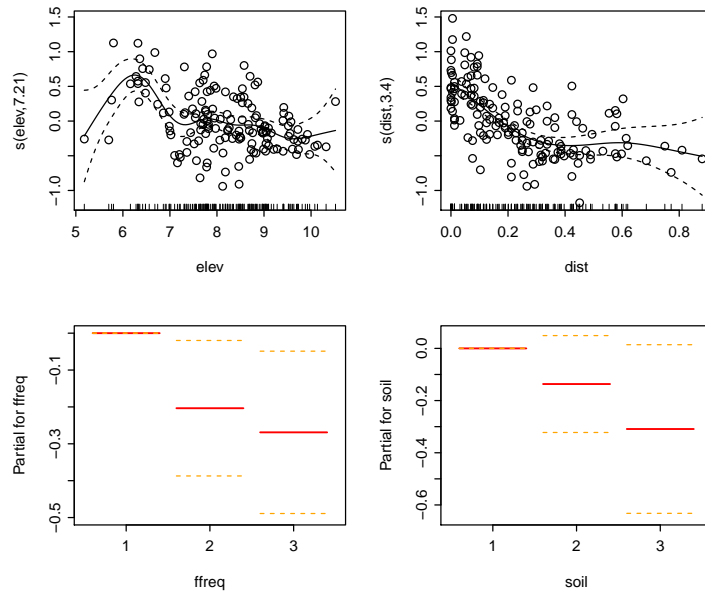 s(elev,7.21)
1.5
1.0
0.5
0.0
−1.0
5 6 7 8 9 10
elev
s(dist,3.4)
1.5
1.0
0.5
0.0
−1.0
0.0 0.2 0.4 0.6 0.8
dist
Partial for ffreq
−0.1
−0.3
−0.5
1 2 3
ffreq
Partial for soil
0.0
−0.2
−0.4
−0.6
1 2 3
soil